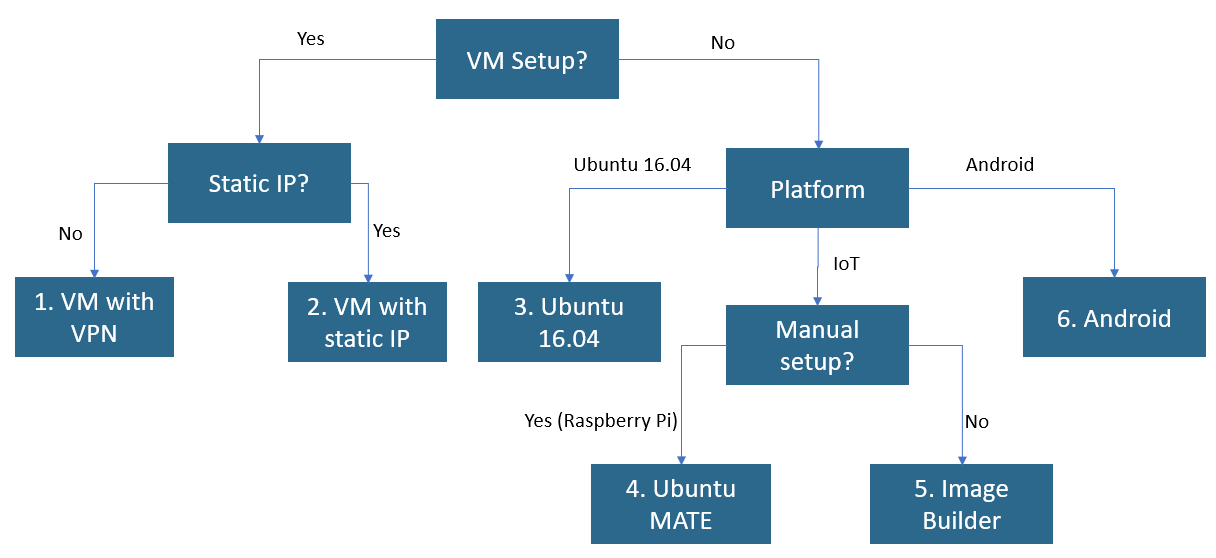 Yes
VM Setup?
No
Static IP?
Ubuntu 16.04
Platform
Android
No
Yes
IoT
1. VM with
VPN
2. VM with
static IP
3. Ubuntu
16.04
Manual
setup?
6. Android
Yes (Raspberry Pi)
No
4. Ubuntu
MATE
5. Image
Builder